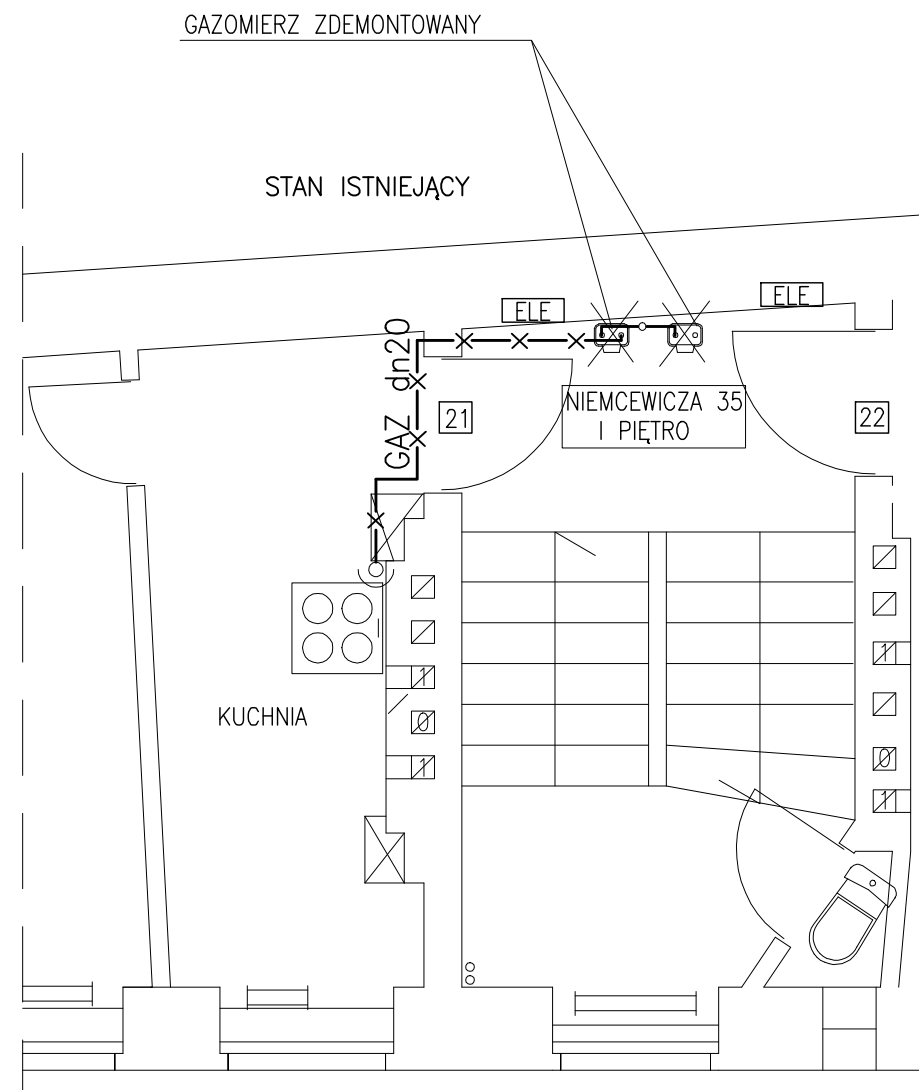 GAZOMIERZ ZDEMONTOWANY
STAN ISTNIEJĄCY
ELE
ELE
GAZ dn20
21
NIEMCEWICZA 35
I PIĘTRO
22
1
1
0
KUCHNIA
0
1
1